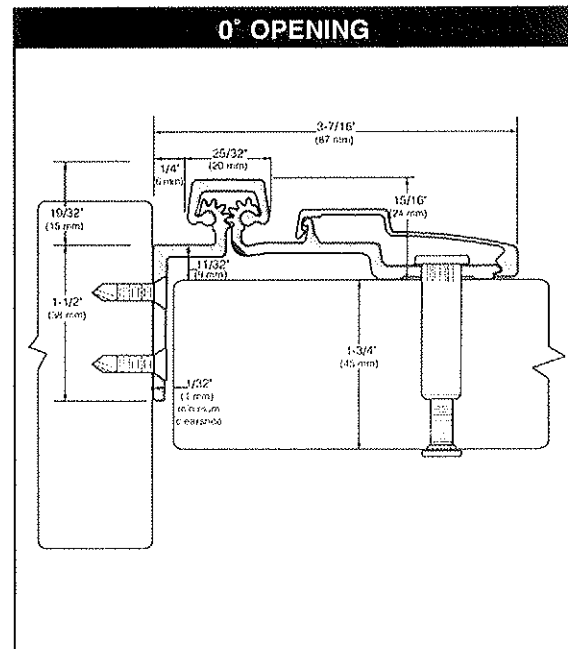 0° OPENING
3-7/16'
(87 mm)
25/32'
(20 mm)
1/4'
(6 mm)
15/16'
(24 mm)
19/32'
(15 mm)
11/32'
(9 mm)
1-1/2'
(38 mm)
1-3/4'
(45 mm)
1/32'
(1 mm)
minimum
clearance